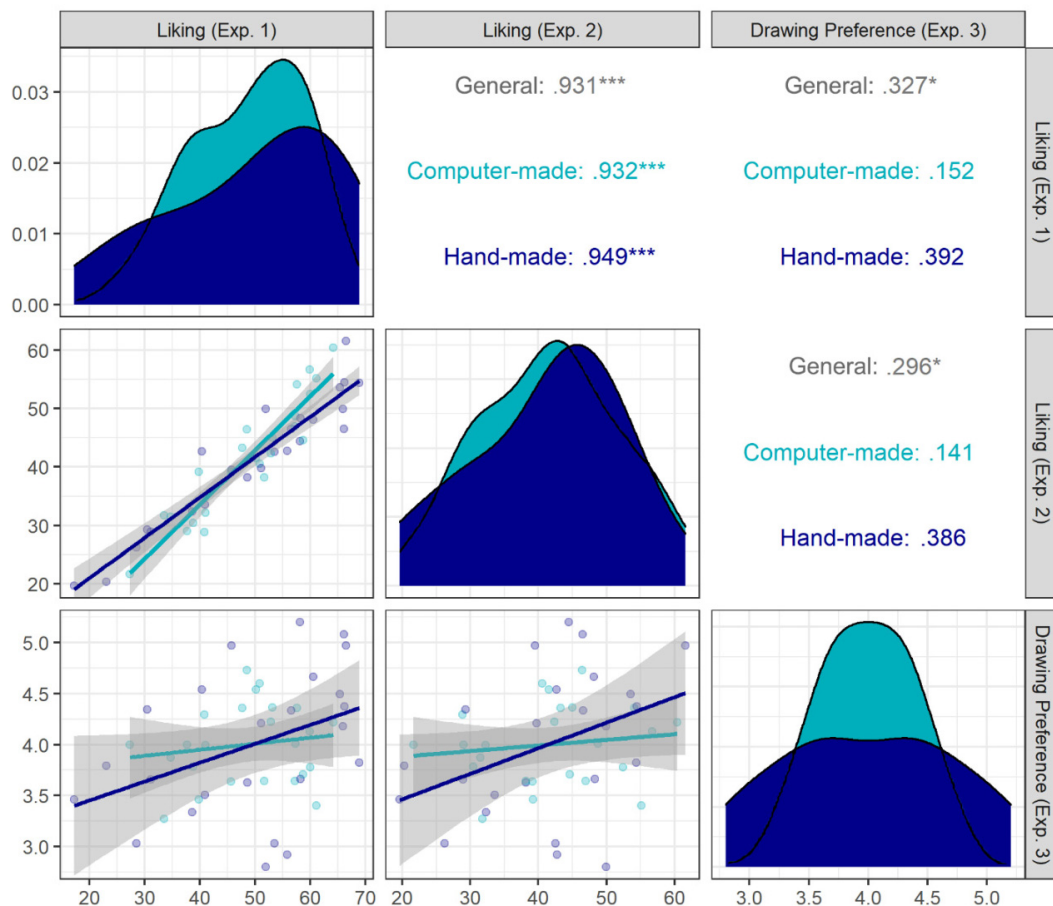 Liking (Exp. 1)
Liking (Exp. 2)
Drawing Preference (Exp. 3)
0.03
0.02
0.01
0.00
General: .931***
Computer-made: .932***
Hand-made: .949***
General: .327*
Computer-made: .152
Hand-made: .392
Liking (Exp. 1)
60
50
40
30
20
General: .296*
Computer-made: .141
Hand-made: .386
Liking (Exp. 2)
5.0
4.5
4.0
3.5
3.0
Drawing Preference (Exp. 3)
20 30 40 50 60 70
20 30 40 50 60
3.0 3.5 4.0 4.5 5.0